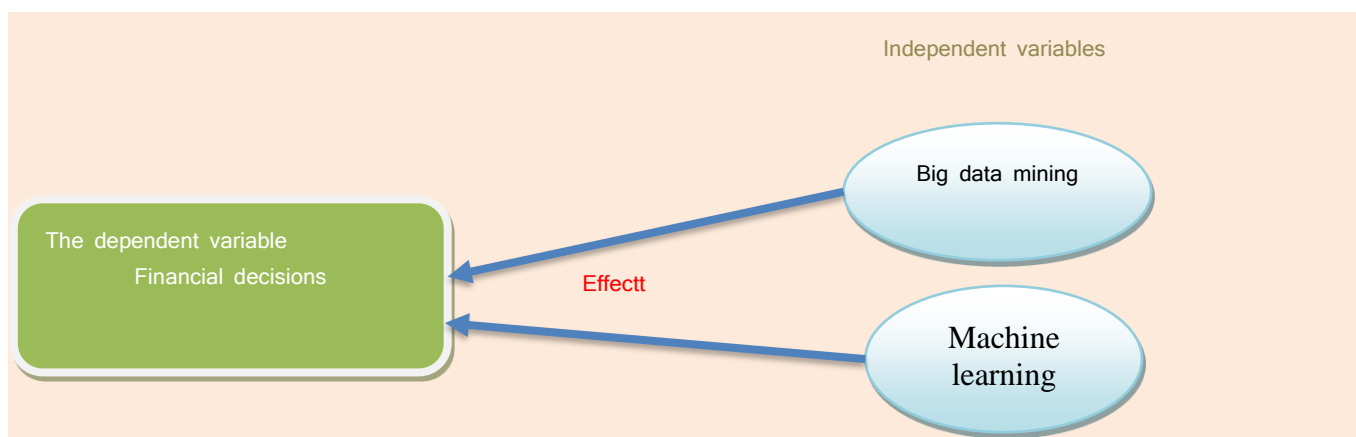 Independent variables
Big data mining
The dependent variable
Financial decisions
Effectt
Machine
learning